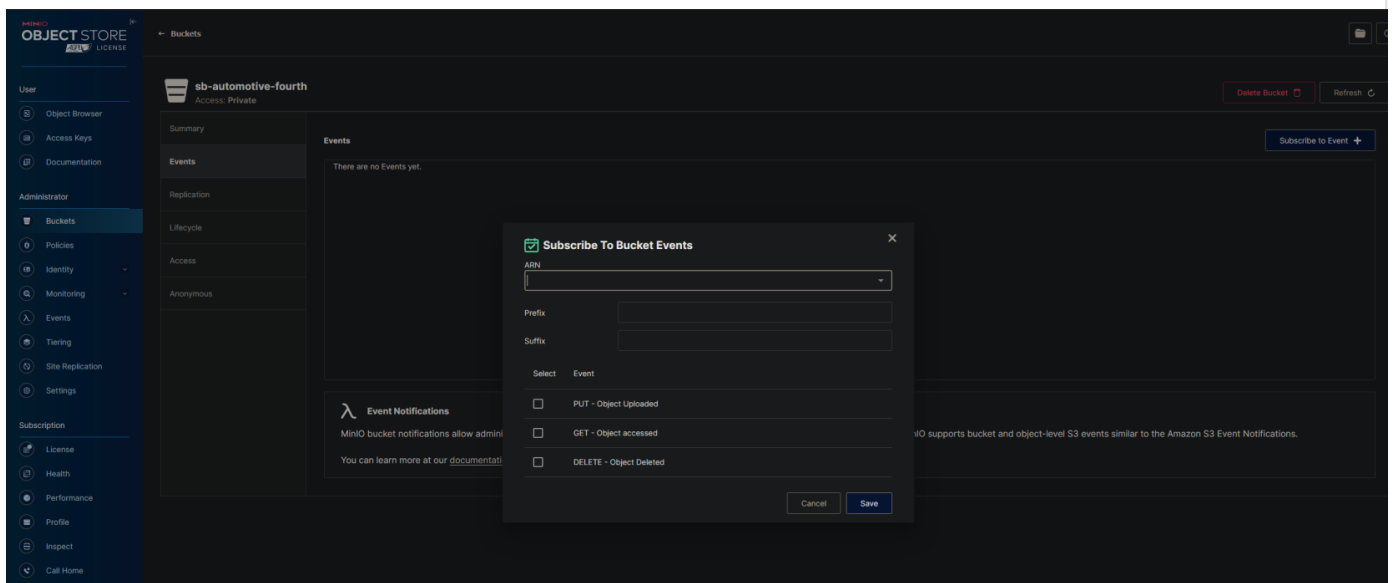 MINIO
OBJECT STORE
LICENSE
User
Object Browser
Access Keys
Documentation
Administrator
Buckets
Policies
Identity
Monitoring
Events
Tiering
Site Replication
Settings
Subscription
License
Health
Performance
Profile
Inspect
Call Home
← Buckets
sb-automotive-fourth
Access: Private
Delete Bucket
Refresh
Summary
Events
Replication
Lifecycle
Access
Anonymous
Events
Subscribe to Event +
There are no Events yet.
Subscribe To Bucket Events
ARN
Prefix
Suffix
Select Event
PUT - Object Uploaded
GET - Object accessed
DELETE - Object Deleted
Cancel Save
λ Event Notifications
MinIO bucket notifications allow admini
IO supports bucket and object-level S3 events similar to the Amazon S3 Event Notifications.
You can learn more at our documentati